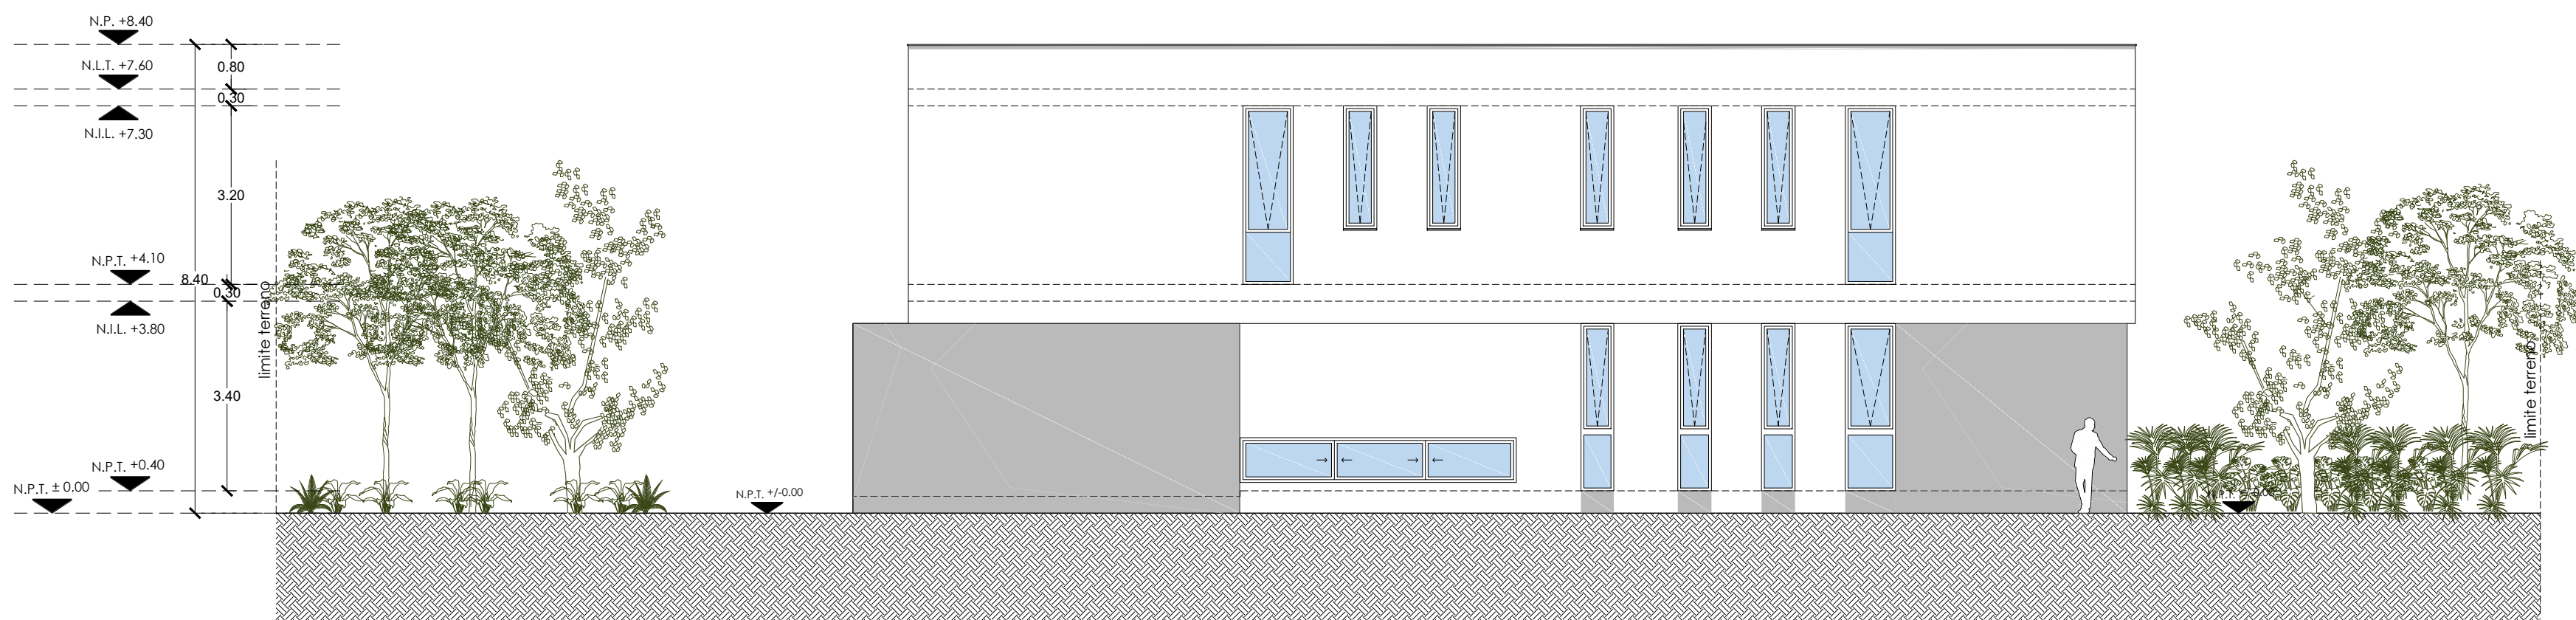 N.P. +8.40
N.L.T. +7.60
0.80
0.30
N.I.L. +7.30
3.20
N.P.T. +4.10
8.40
0.30
N.I.L. +3.80
limite terreno
limite terreno
3.40
N.P.T. +0.40
N.P.T. ± 0.00
N.P.T. +/-0.00